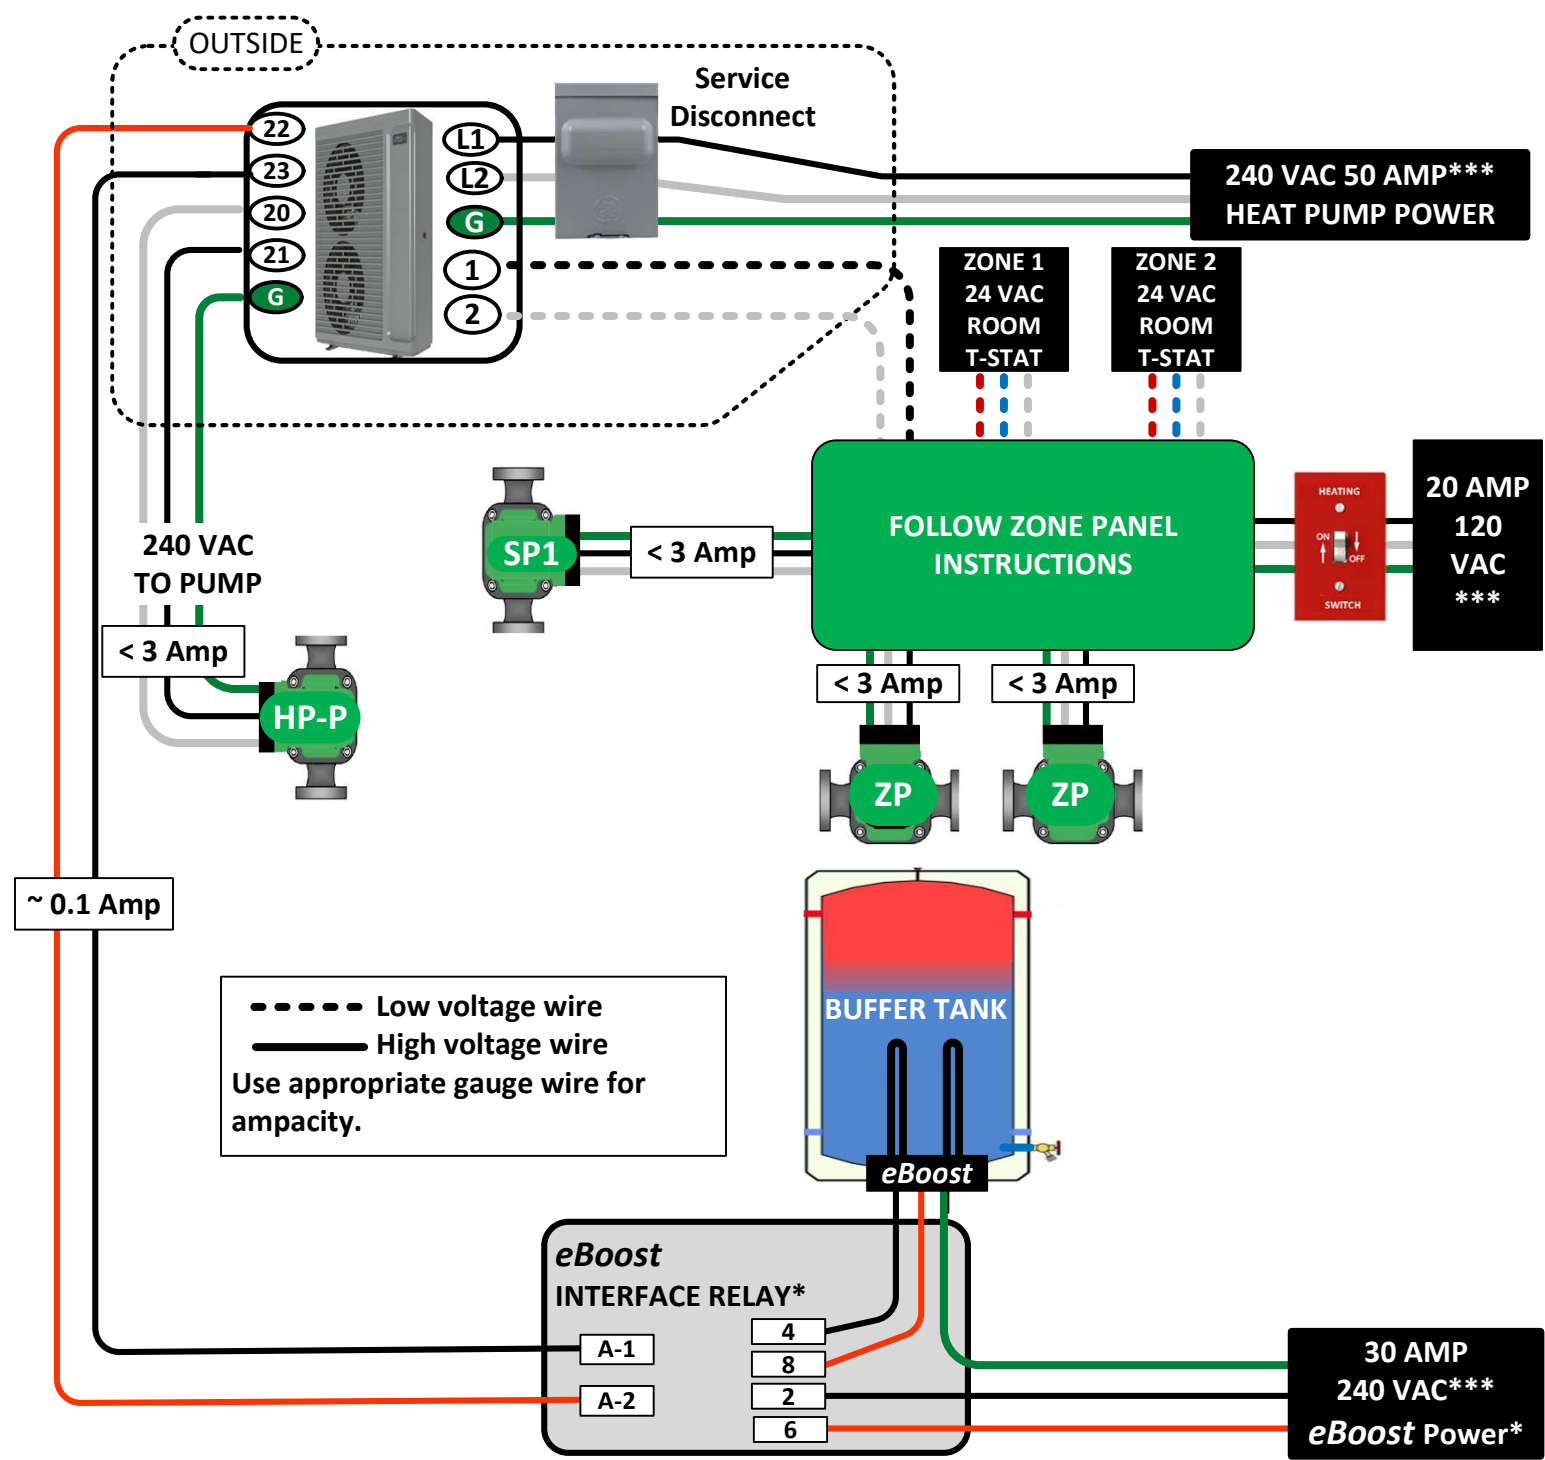 OUTSIDE
Service
Disconnect
22
23
20
21
G
L1
L2
G
1
2
240 VAC 50 AMP***
HEAT PUMP POWER
ZONE 1
24 VAC
ROOM
T-STAT
ZONE 2
24 VAC
ROOM
T-STAT
FOLLOW ZONE PANEL
INSTRUCTIONS
HEATING
ON
OFF
SWITCH
20 AMP
120
VAC
***
SP1
< 3 Amp
240 VAC
TO PUMP
< 3 Amp
HP-P
< 3 Amp
< 3 Amp
ZP
ZP
~ 0.1 Amp
Low voltage wire
High voltage wire
Use appropriate gauge wire for
ampacity.
BUFFER TANK
eBoost
eBoost
INTERFACE RELAY*
A-1
A-2
4
8
2
6
30 AMP
240 VAC***
eBoost Power*